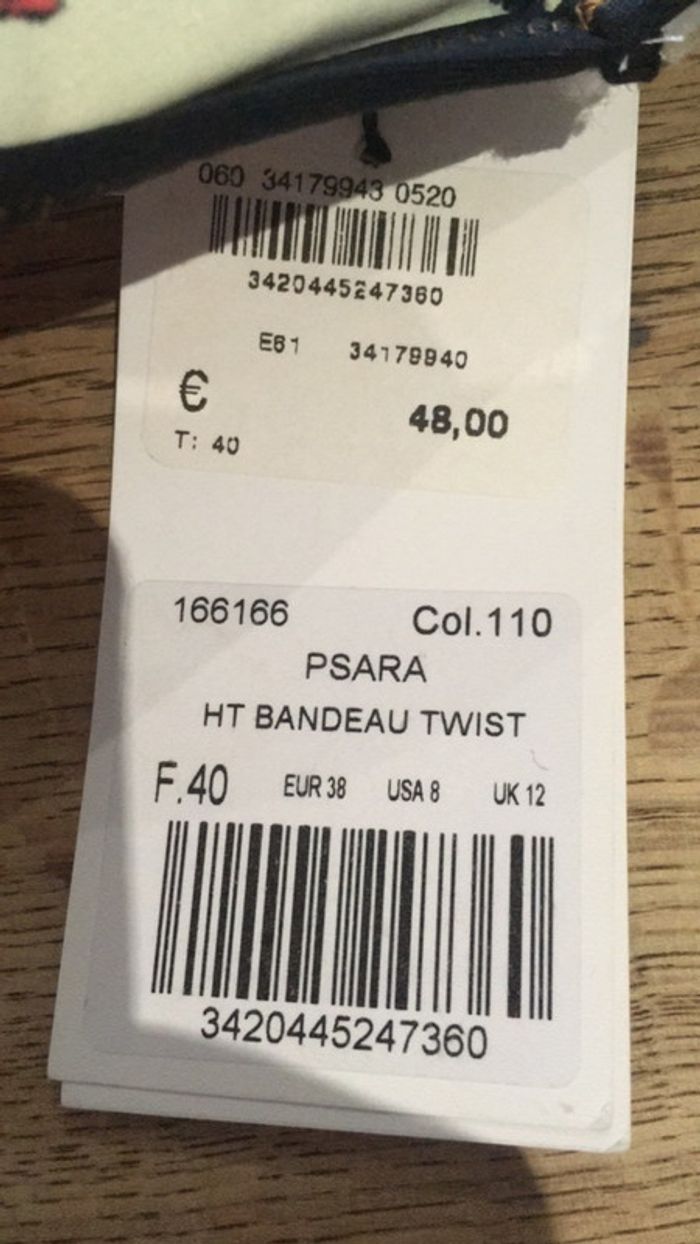 060 34179943 0520
3420445247360
E61 34179940
€ 48,00
T: 40
166166 Col.110
PSARA
HT BANDEAU TWIST
F.40 EUR 38 USA 8 UK 12
3420445247360